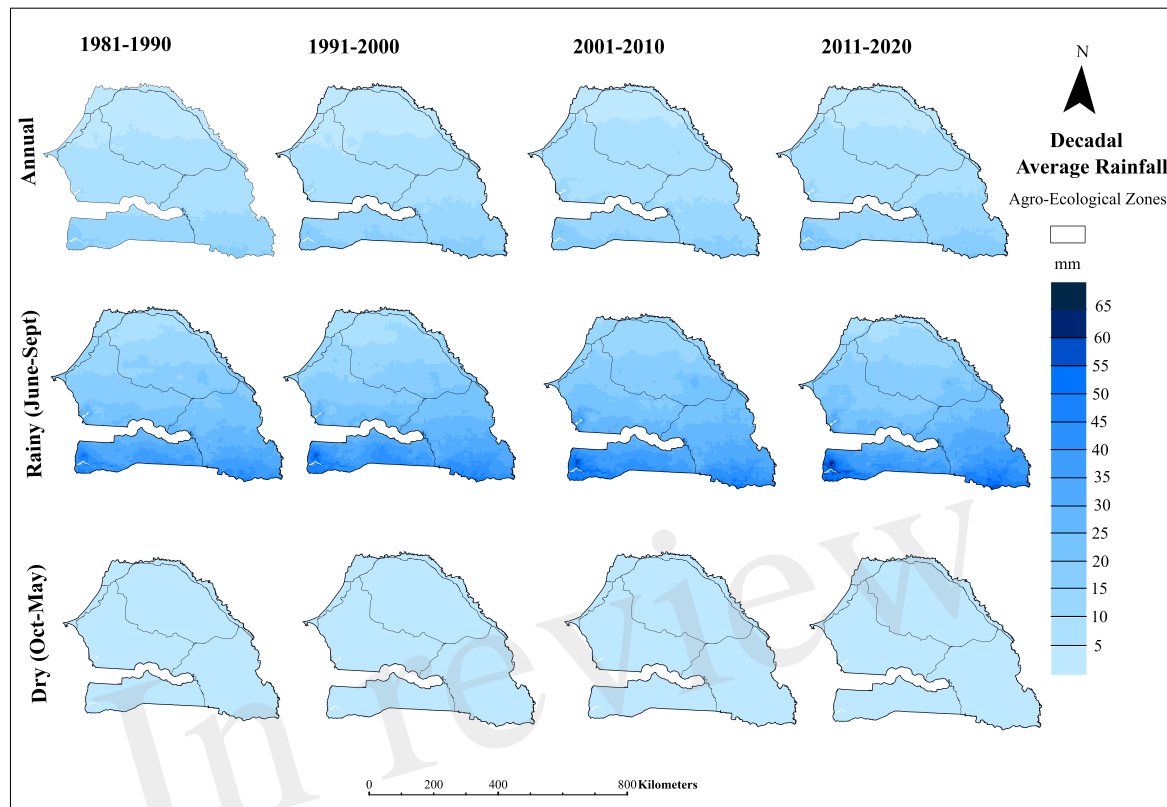 1981-1990
1991-2000
2001-2010
2011-2020
N
Decadal
Average Rainfall
Agro-Ecological Zones
mm
65
60
55
50
45
40
35
30
25
20
15
10
5
Annual
Rainy (June-Sept)
Dry (Oct-May)
In review
0 200 400 800 Kilometers